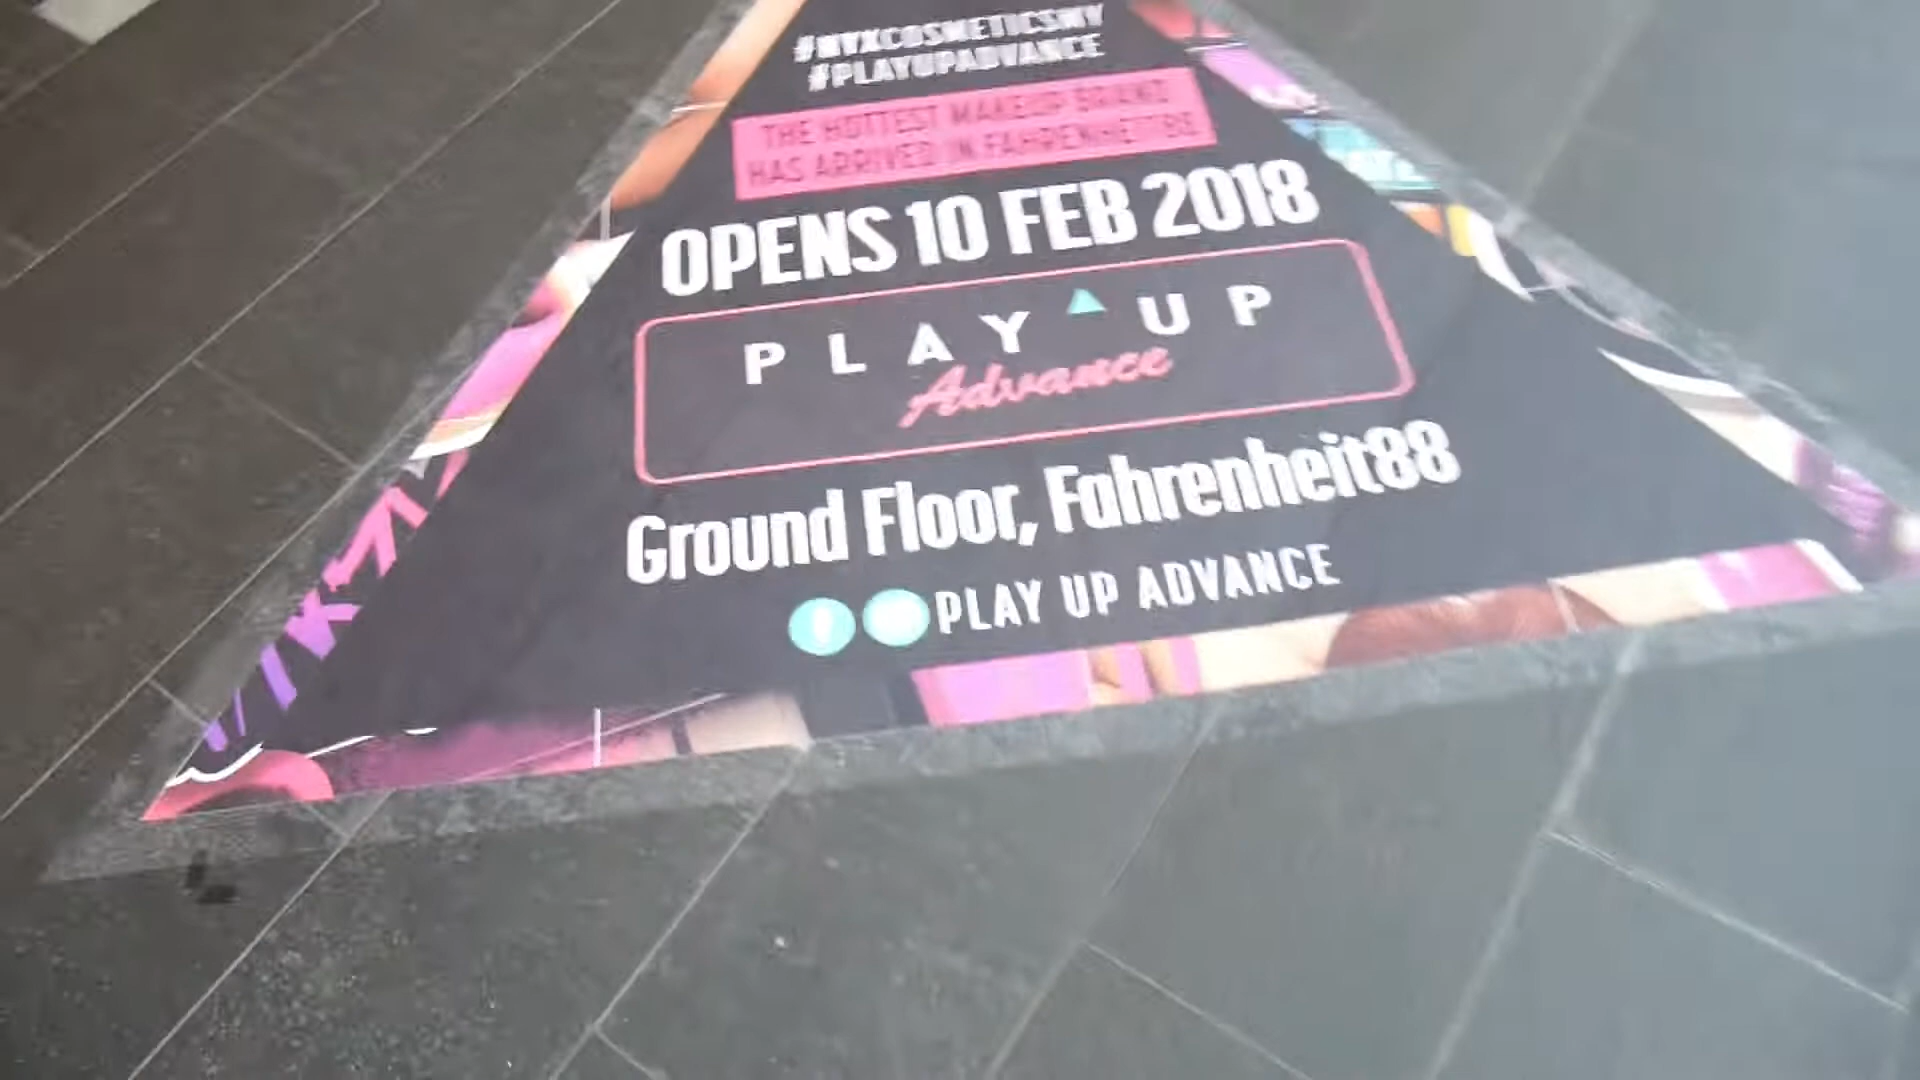 #NYXCOSMETICSMY
#PLAYUPADVANCE
THE HOTTEST MAKEUP BRAND
HAS ARRIVED IN FAHRENHEIT88
OPENS 10 FEB 2018
PLAY UP
Advance
Ground Floor, Fahrenheit88
PLAY UP ADVANCE